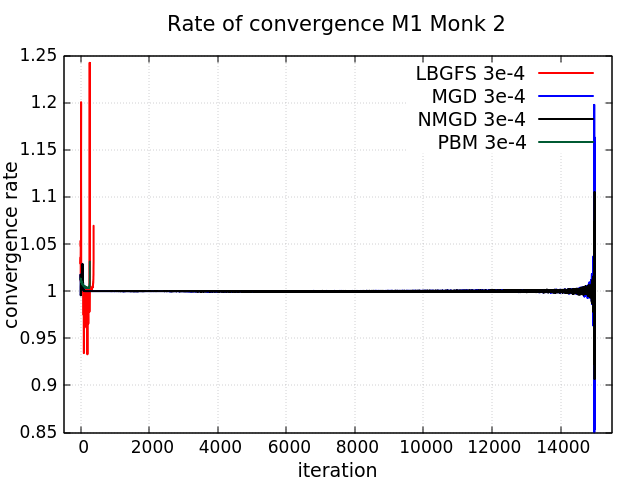 Rate of convergence M1 Monk 2
LBGFS 3e-4
MGD 3e-4
NMGD 3e-4
PBM 3e-4
convergence rate
1.25
1.2
1.15
1.1
1.05
1
0.95
0.9
0.85
0 2000 4000 6000 8000 10000 12000 14000
iteration